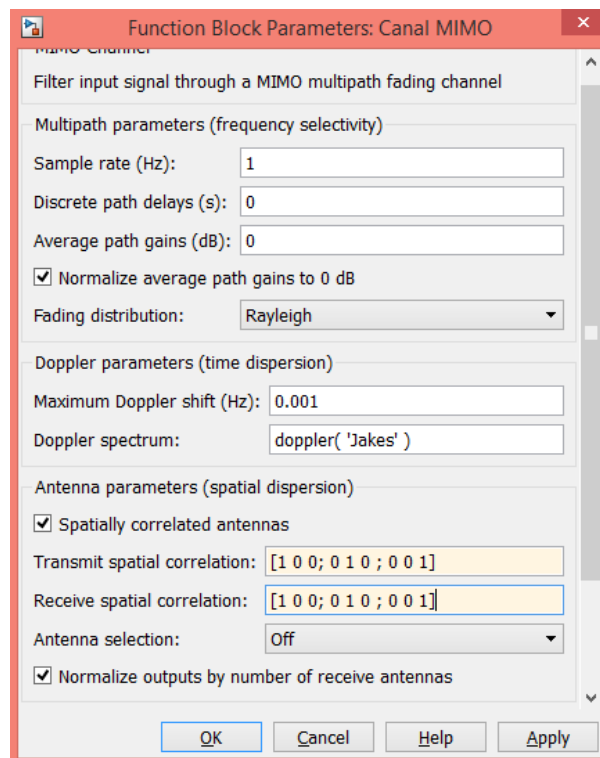 Function Block Parameters: Canal MIMO
MIMO Channel
Filter input signal through a MIMO multipath fading channel
Multipath parameters (frequency selectivity)
Sample rate (Hz): 1
Discrete path delays (s): 0
Average path gains (dB): 0
Normalize average path gains to 0 dB
Fading distribution: Rayleigh
Doppler parameters (time dispersion)
Maximum Doppler shift (Hz): 0.001
Doppler spectrum: doppler( 'Jakes' )
Antenna parameters (spatial dispersion)
Spatially correlated antennas
Transmit spatial correlation: [1 0 0; 0 1 0 ; 0 0 1]
Receive spatial correlation: [1 0 0; 0 1 0 ; 0 0 1]
Antenna selection: Off
Normalize outputs by number of receive antennas
OK Cancel Help Apply